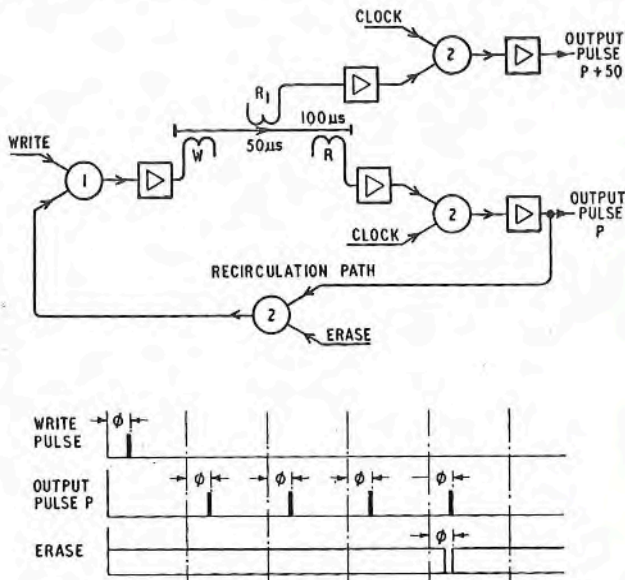 CLOCK
2
OUTPUT
PULSE
P+50
R1
100μs
WRITE
1
W
50μs
R
2
OUTPUT
PULSE
P
CLOCK
RECIRCULATION PATH
2
ERASE
WRITE
PULSE
ϕ
OUTPUT
PULSE P
ϕ ϕ ϕ ϕ
ERASE
ϕ